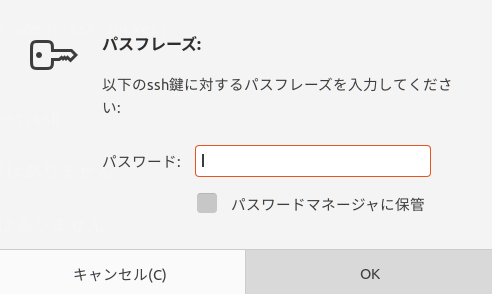 パスフレーズ:
以下のssh鍵に対するパスフレーズを入力してくださ
い:
パスワード:
パスワードマネージャに保管
キャンセル(C)
OK